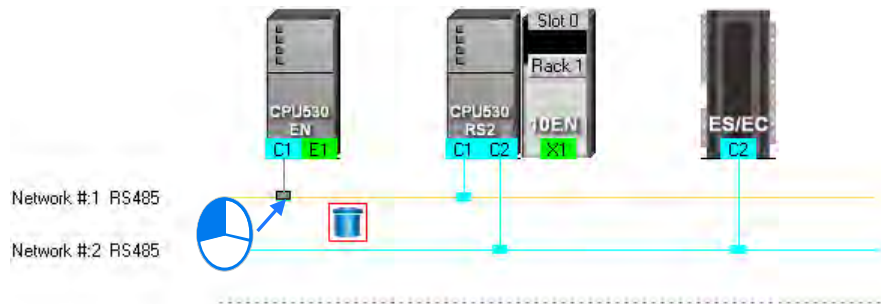 Slot 0
Rack 1
CPU530
EN
C1 E1
CPU530
RS2
C1 C2
10EN
X1
ES/EC
C2
Network #:1 RS485
Network #:2 RS485